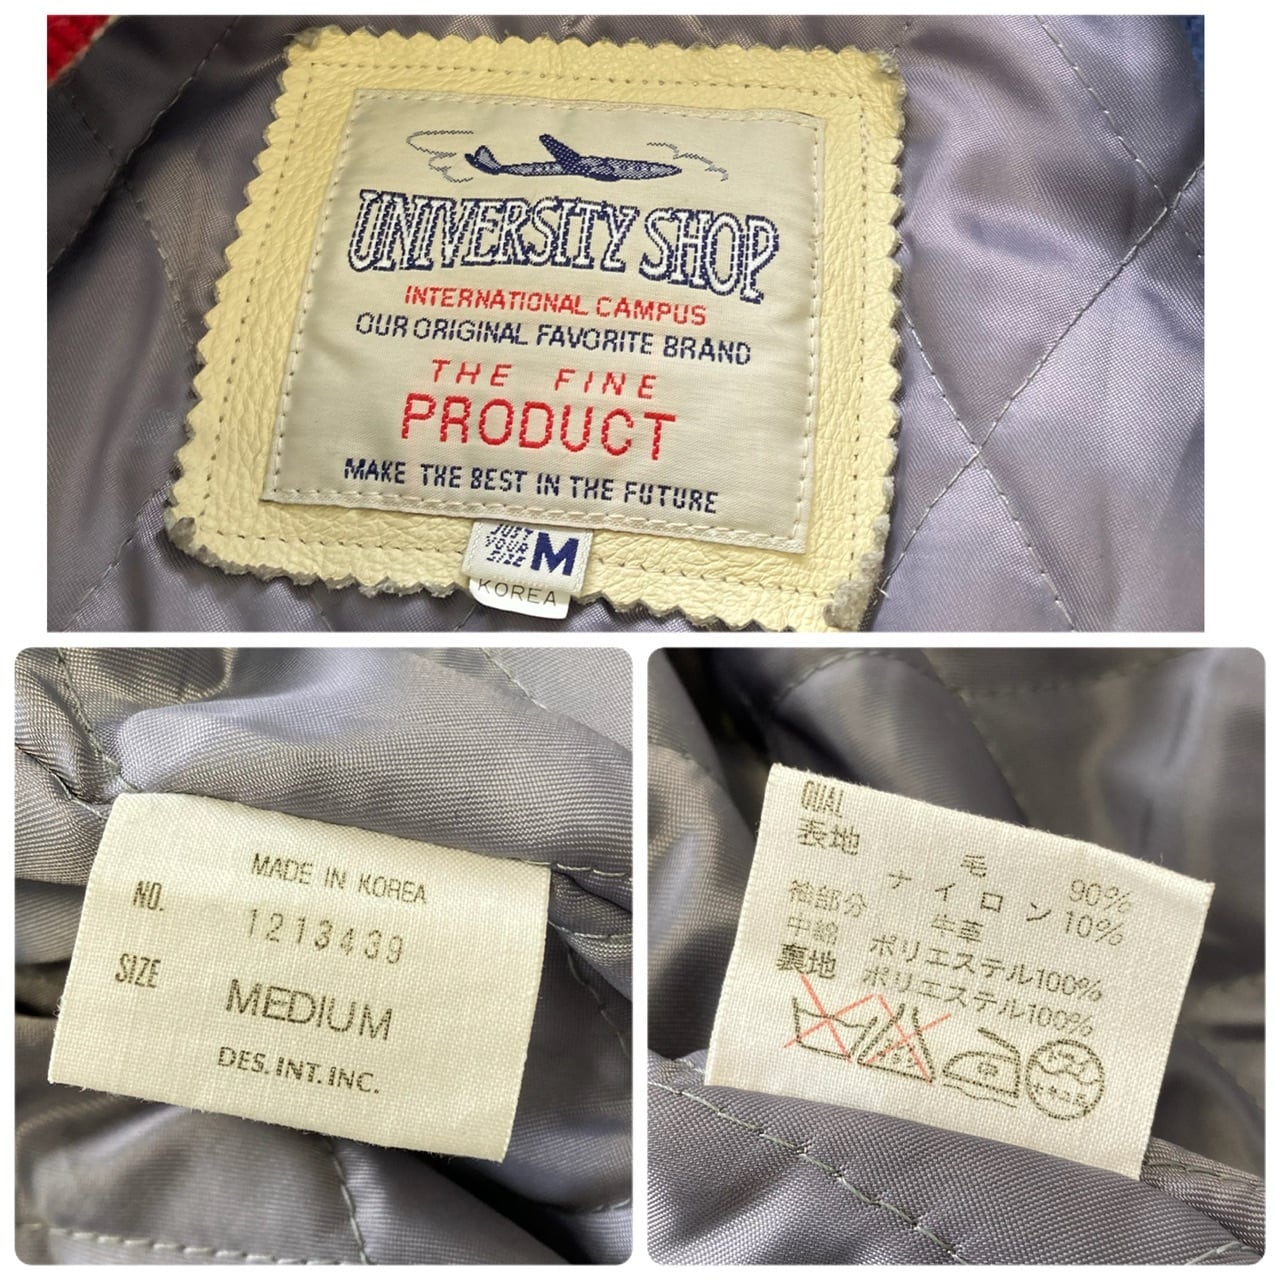 UNIVERSITY SHOP
INTERNATIONAL CAMPUS
OUR ORIGINAL FAVORITE BRAND
THE FINE
PRODUCT
MAKE THE BEST IN THE FUTURE
JUST
YOUR
SIZE
M
KOREA
MADE IN KOREA
NO. 1213439
SIZE MEDIUM
DES. INT. INC.
QUAL
表地 毛 90%
ナイロン 10%
袖部分 牛革
中綿 ポリエステル100%
裏地 ポリエステル100%